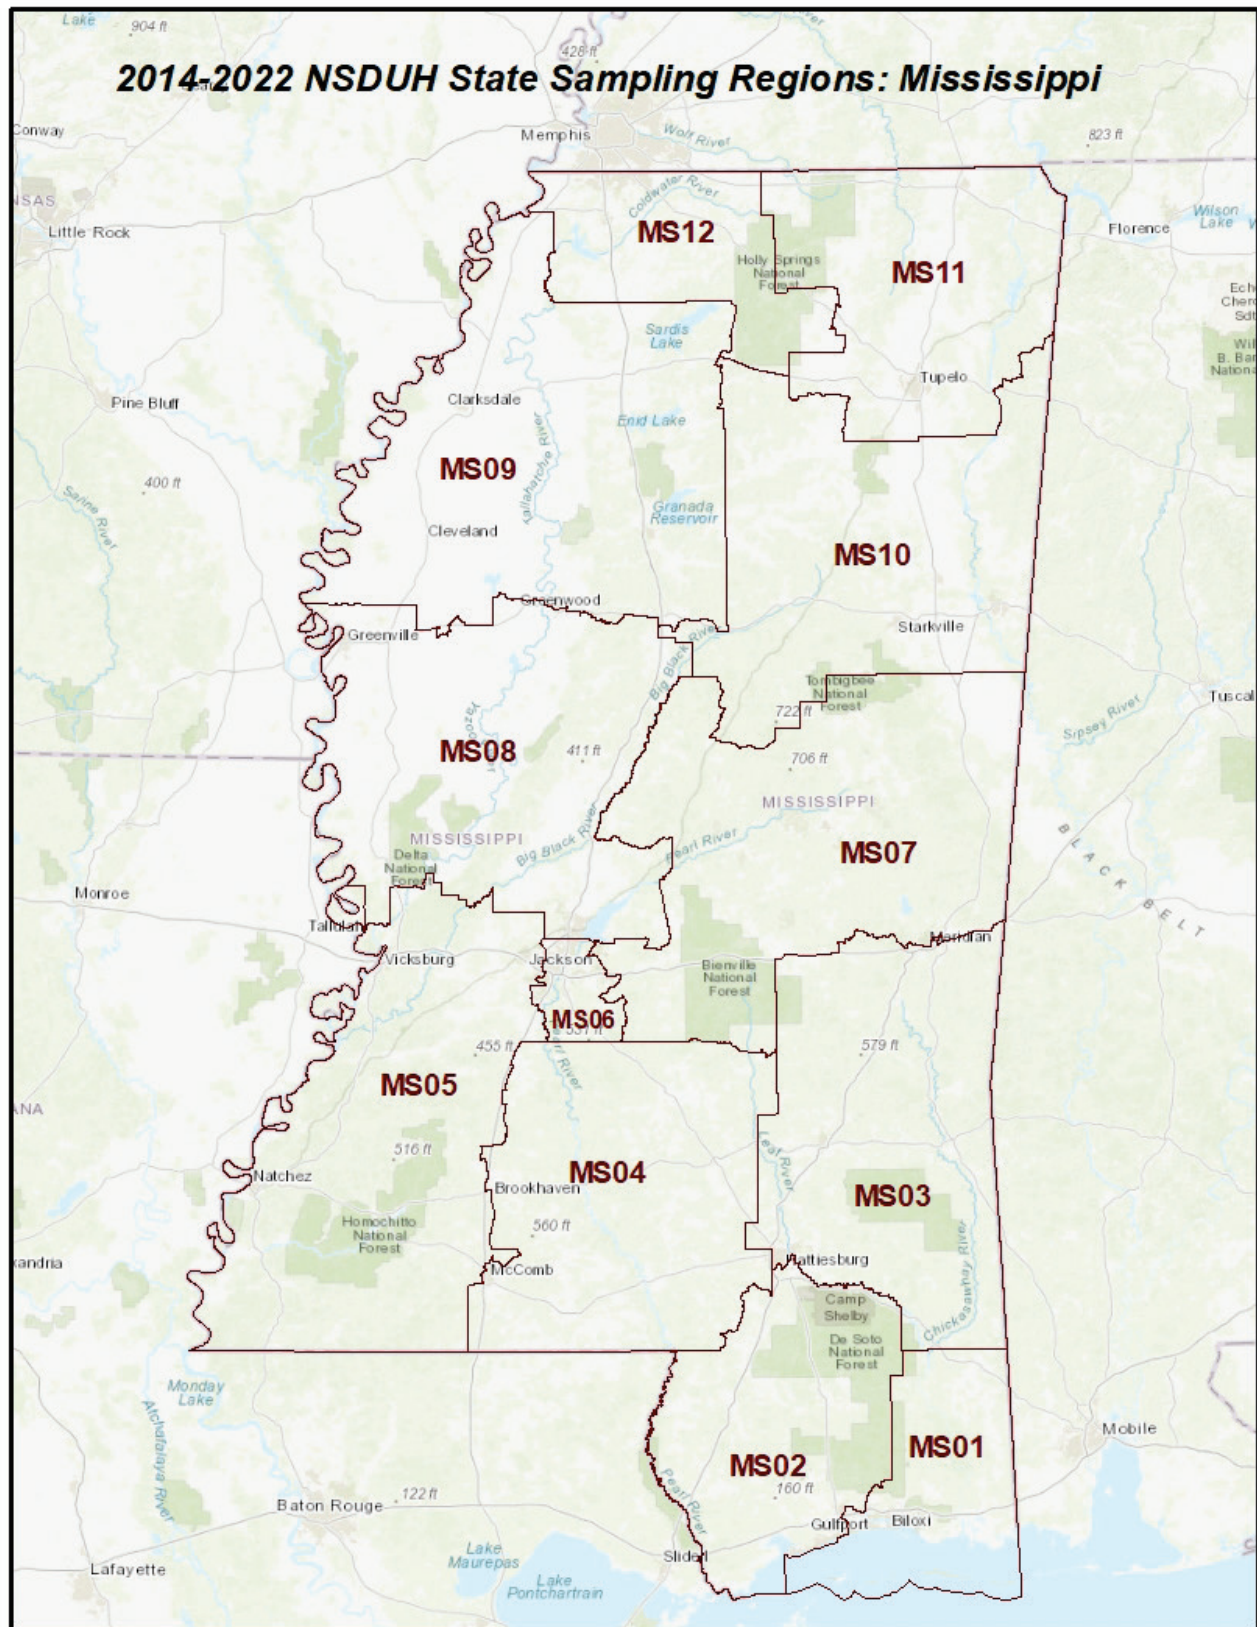 Lake
904 ft
428 ft
2014-2022 NSDUH State Sampling Regions: Mississippi
Conway
Memphis
Wolf River
823 ft
NSAS
Coldwater River
Little Rock
MS12
Florence
Wilson
Lake
Holly Springs
National
Forest
MS11
Sardis
Lake
Tupelo
Clarksdale
Pine Bluff
Enid Lake
MS09
Tallahatchie River
400 ft
Granada
Reservoir
Saline River
Cleveland
MS10
Greenwood
Greenville
Starkville
Big Black River
Tombigbee
National
Forest
Tuscal
722 ft
Sipsey River
MS08
411 ft
706 ft
MISSISSIPPI
MISSISSIPPI
Big Black River
Pearl River
MS07
Delta
National
Forest
BLACK BELT
Monroe
Tallulah
Meridian
Vicksburg
Jackson
Bienville
National
Forest
MS06
455 ft
579 ft
MS05
ANA
516 ft
Leaf River
Natchez
MS04
Brookhaven
MS03
Homochitto
National
Forest
560 ft
Chickasawhay River
xandria
McComb
Hattiesburg
Camp
Shelby
De Soto
National
Forest
Monday
Lake
Atchafalaya River
Mobile
MS01
MS02
Pearl River
160 ft
122 ft
Baton Rouge
Gulfport
Biloxi
Lake
Maurepas
Slidell
Lafayette
Lake
Pontchartrain